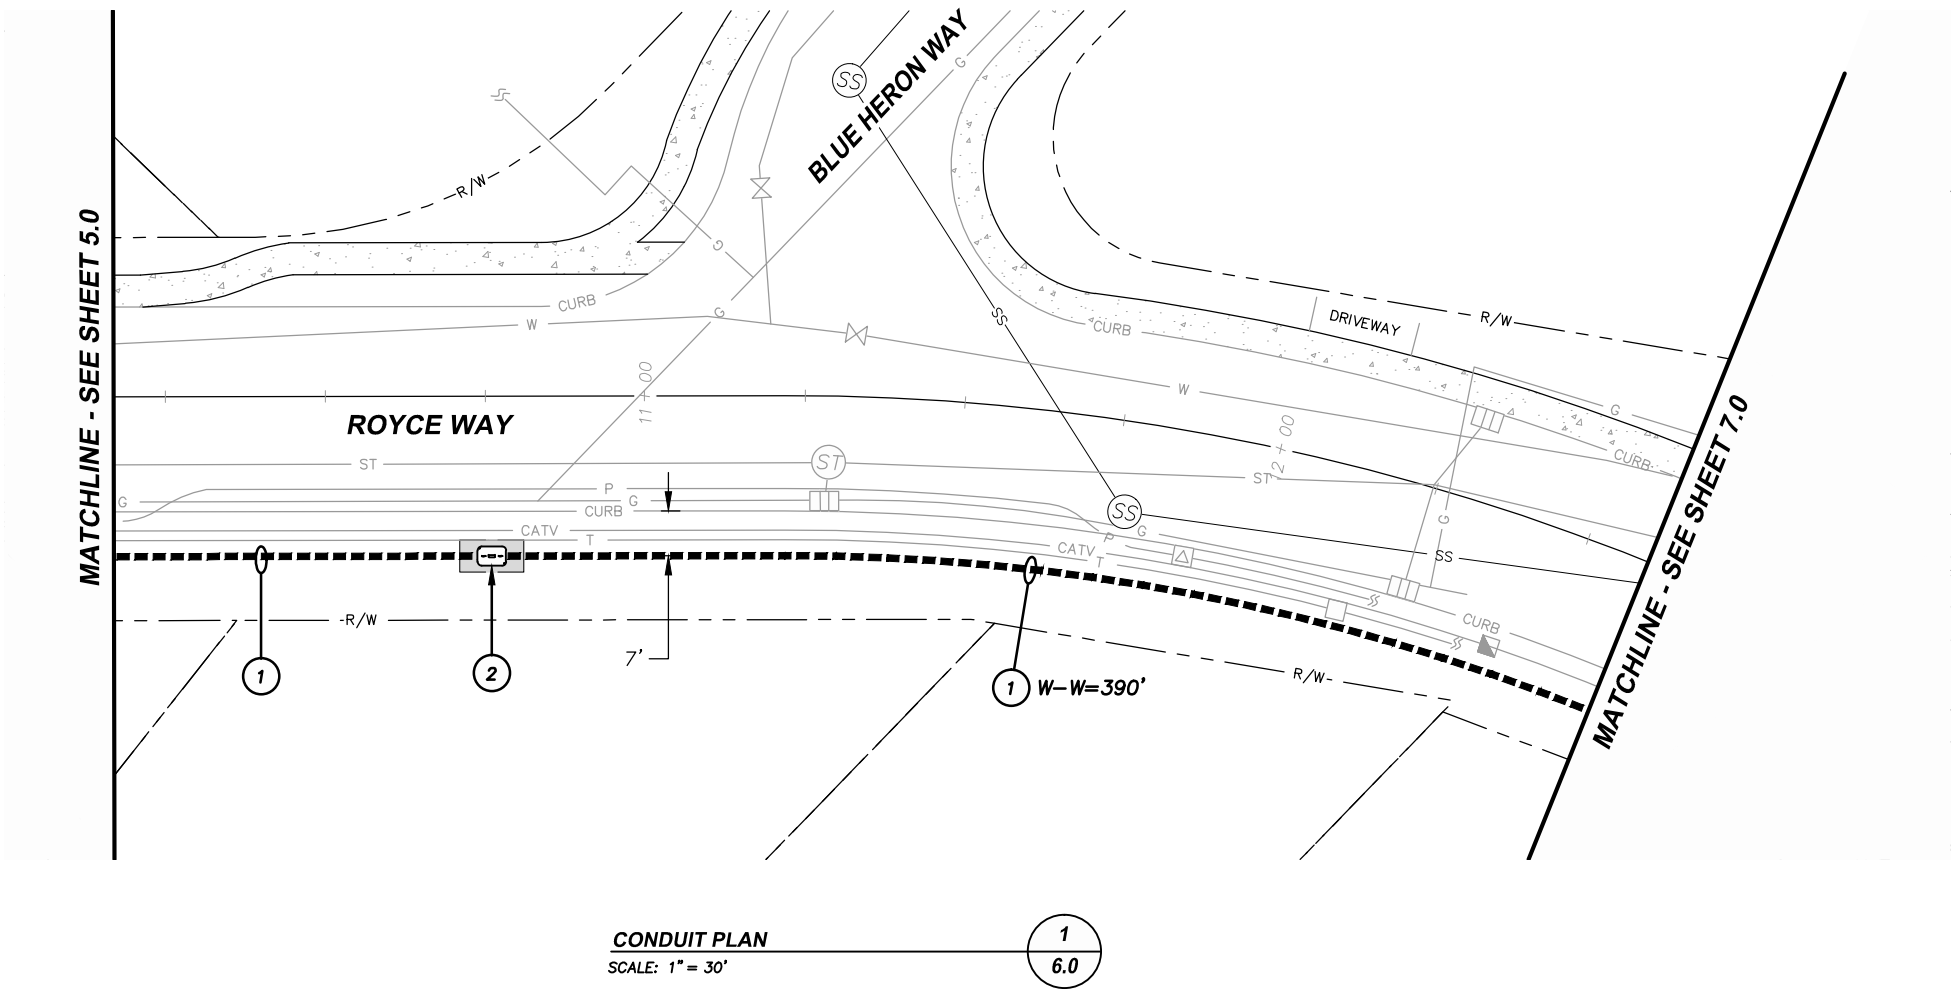 BLUE HERON WAY
SS
G
R/W
G
MATCHLINE - SEE SHEET 5.0
CURB
W
G
SS
CURB
DRIVEWAY
R/W
11+00
W
ROYCE WAY
12+00
G
CURB
MATCHLINE - SEE SHEET 7.0
ST
ST
ST
P
G
G
CURB
SS
G
G
CATV
T
P
CATV
T
SS
R/W
CURB
7'
1
2
1
W-W=390'
R/W
CONDUIT PLAN
SCALE: 1" = 30'
1
6.0